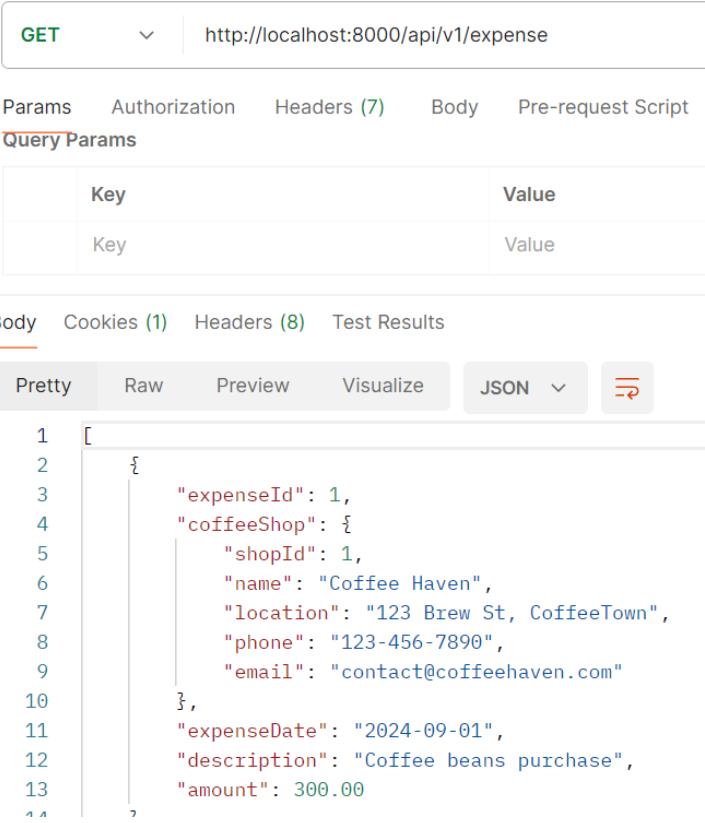 GET http://localhost:8000/api/v1/expense
Params Authorization Headers (7) Body Pre-request Script
Query Params
Key Value
Key Value
Body Cookies (1) Headers (8) Test Results
Pretty Raw Preview Visualize JSON
1 [
2 {
3 "expenseId": 1,
4 "coffeeShop": {
5 "shopId": 1,
6 "name": "Coffee Haven",
7 "location": "123 Brew St, CoffeeTown",
8 "phone": "123-456-7890",
9 "email": "contact@coffeehaven.com"
10 },
11 "expenseDate": "2024-09-01",
12 "description": "Coffee beans purchase",
13 "amount": 300.00
14 }